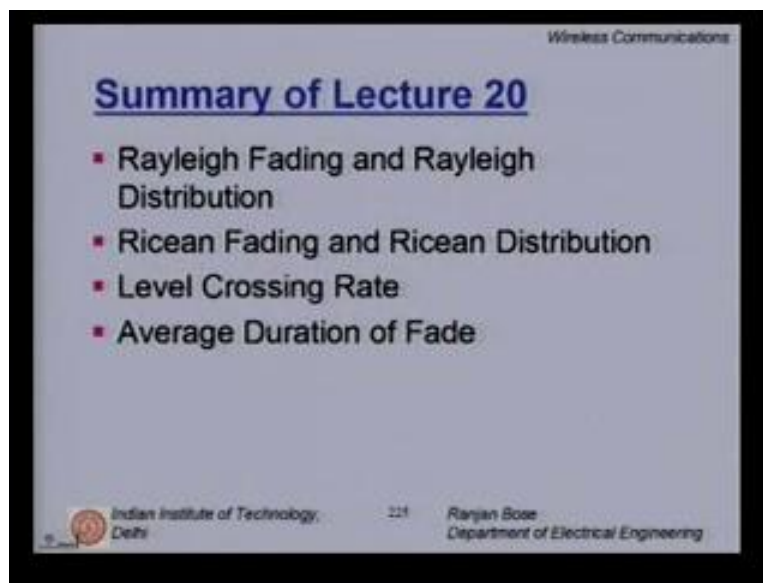 Wireless Communications
Summary of Lecture 20
▪ Rayleigh Fading and Rayleigh
Distribution
▪ Ricean Fading and Ricean Distribution
▪ Level Crossing Rate
▪ Average Duration of Fade
Indian Institute of Technology,
Delhi
225
Ranjan Bose
Department of Electrical Engineering